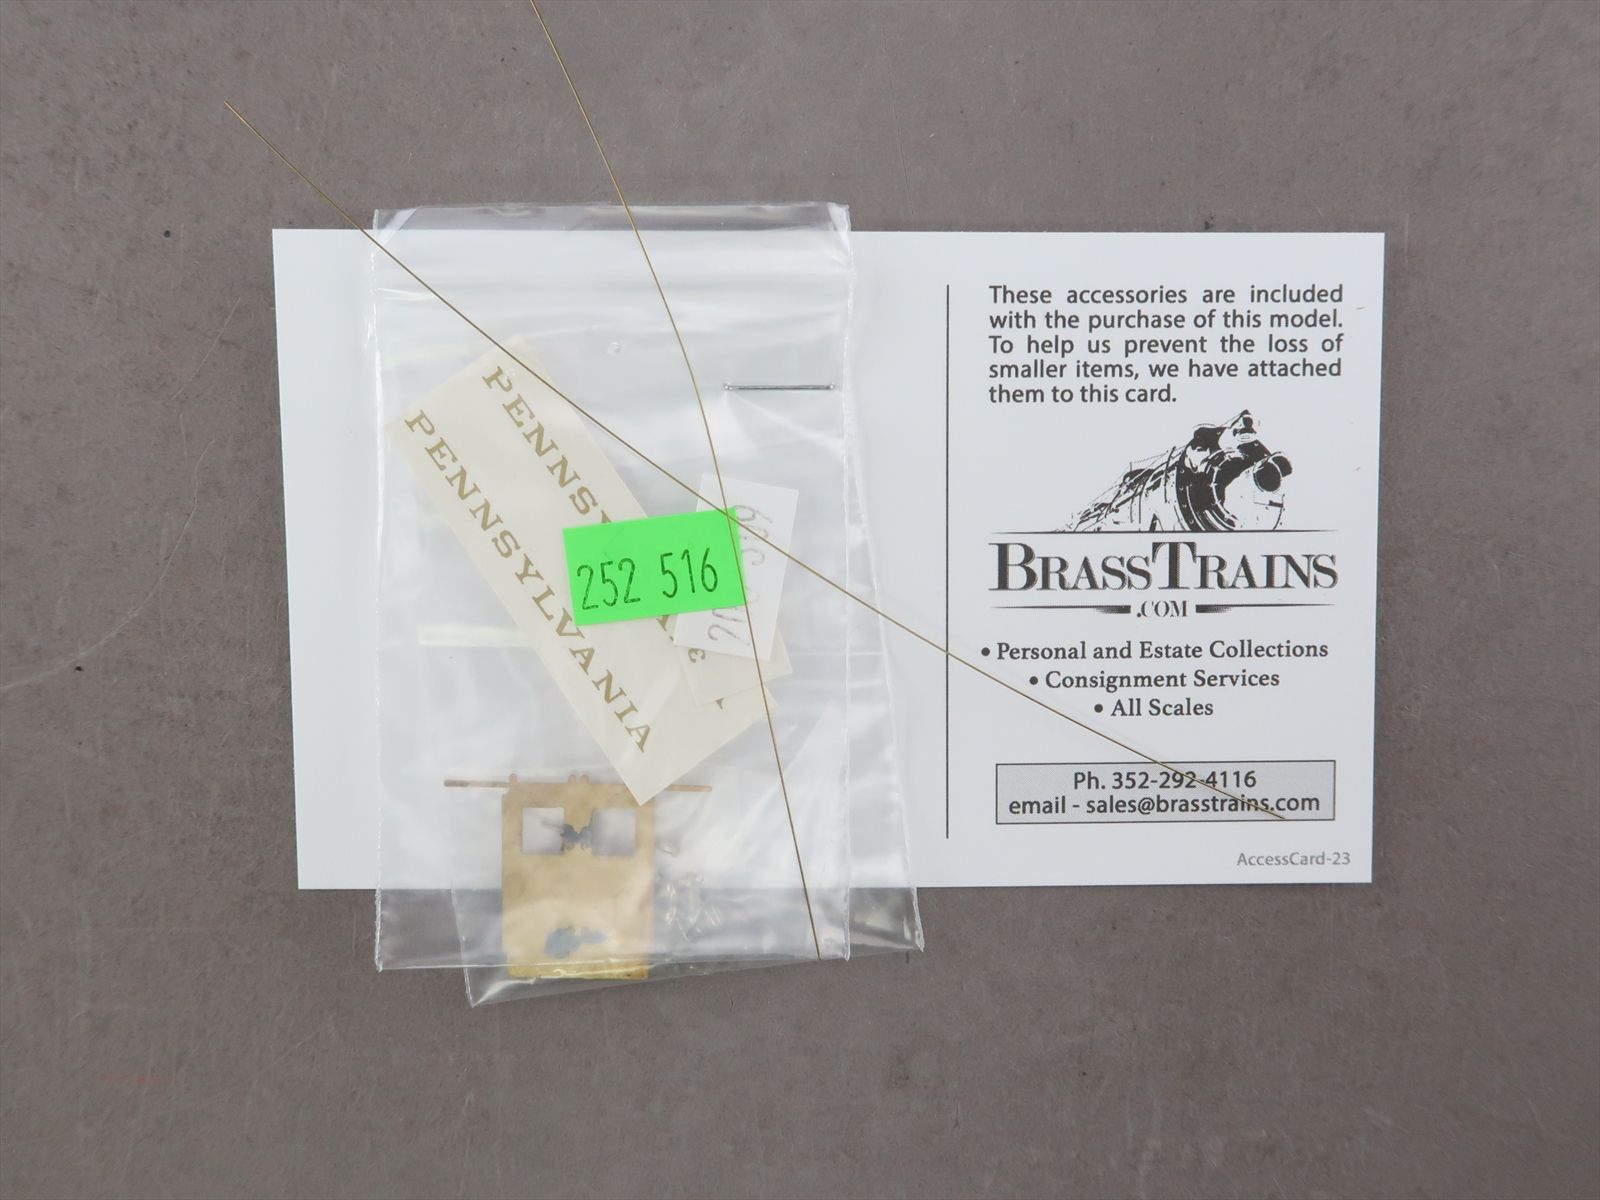 These accessories are included
with the purchase of this model.
To help us prevent the loss of
smaller items, we have attached
them to this card.
BRASSTRAINS
.COM
• Personal and Estate Collections
• Consignment Services
• All Scales
Ph. 352-292-4116
email - sales@brasstrains.com
AccessCard-23
PENNSY
PENNSYLVANIA
252 516